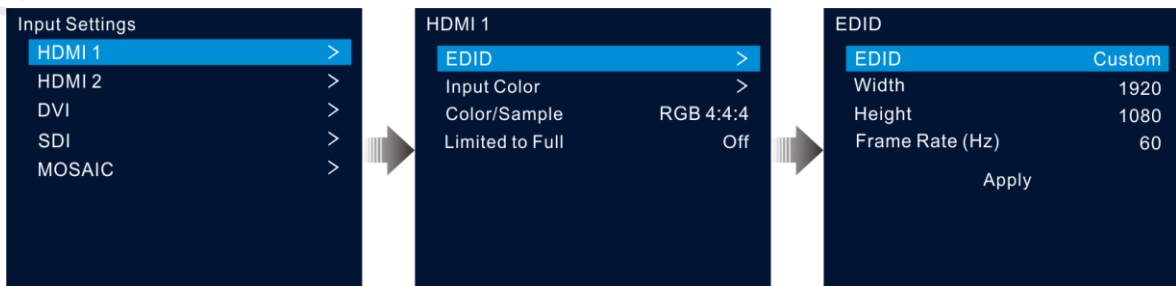 Input Settings
HDMI 1 >
HDMI 2 >
DVI >
SDI >
MOSAIC >
HDMI 1
EDID >
Input Color >
Color/Sample RGB 4:4:4
Limited to Full Off
EDID
EDID Custom
Width 1920
Height 1080
Frame Rate (Hz) 60
Apply